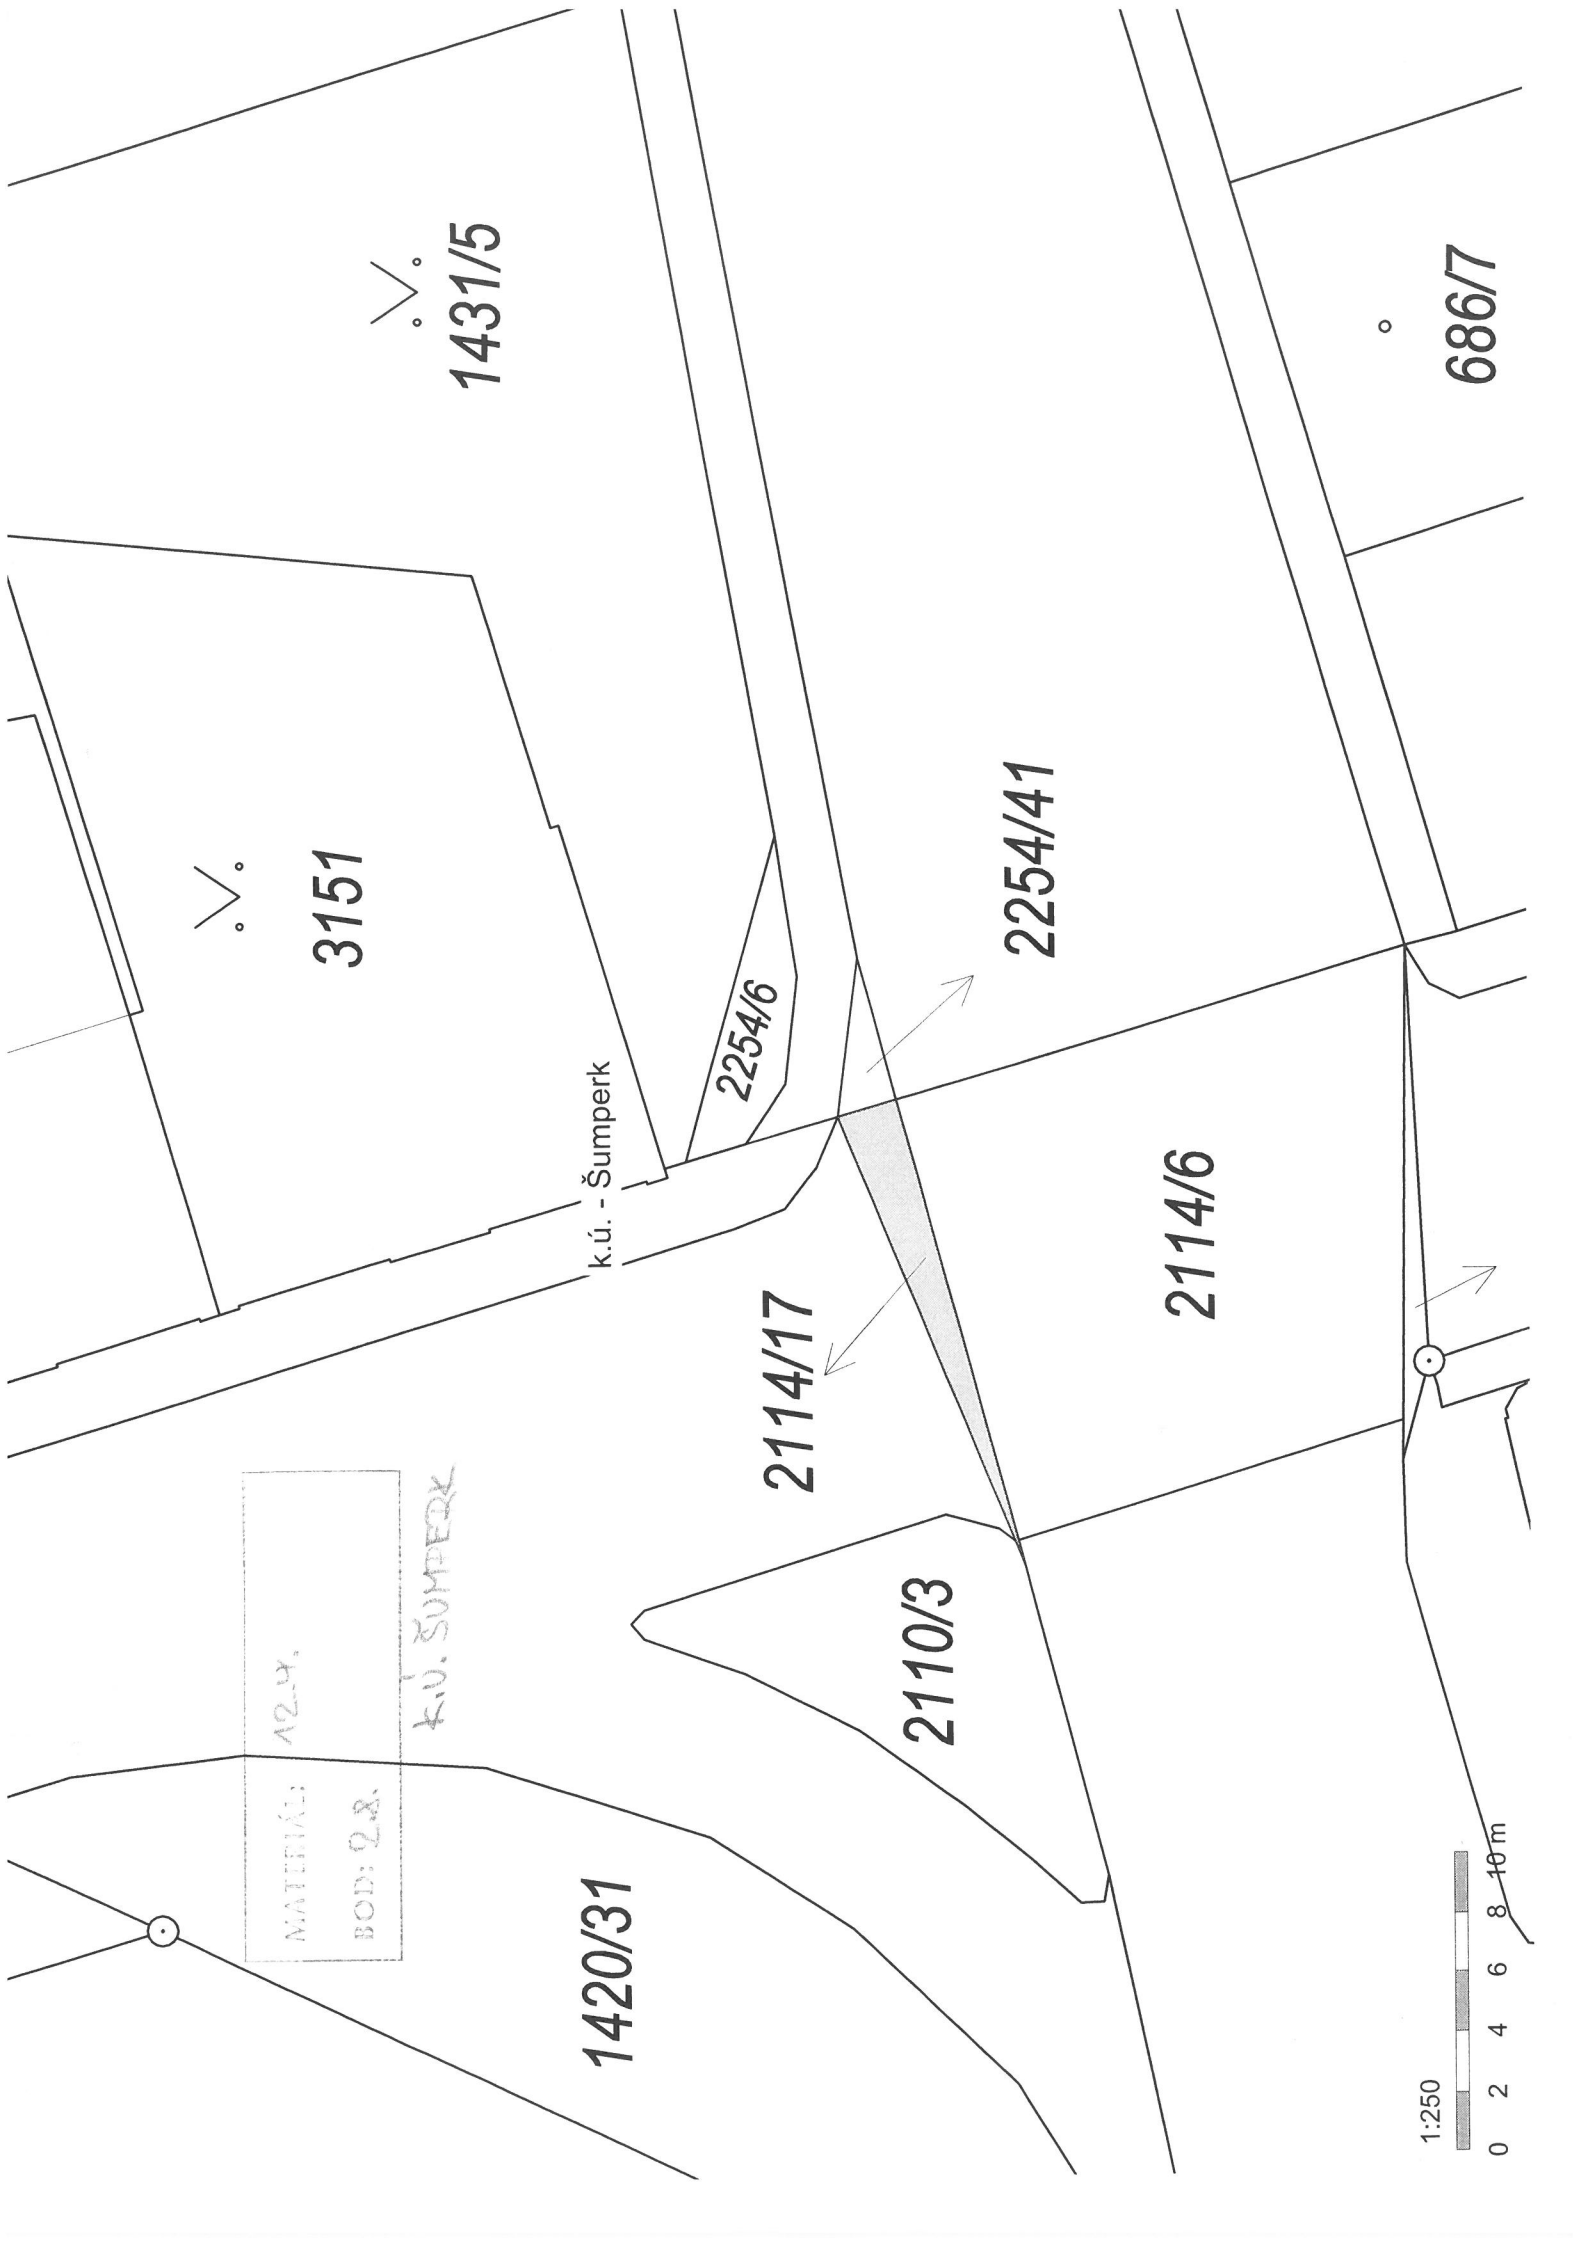 MATERIÁL: 12.4.
BOD: 2.8.
K.Ú. ŠUMPERK
3151
1431/5
k.ú. - Šumperk
2254/6
1420/31
2114/17
2110/3
2254/41
2114/6
686/7
1:250
0 2 4 6 8 10 m